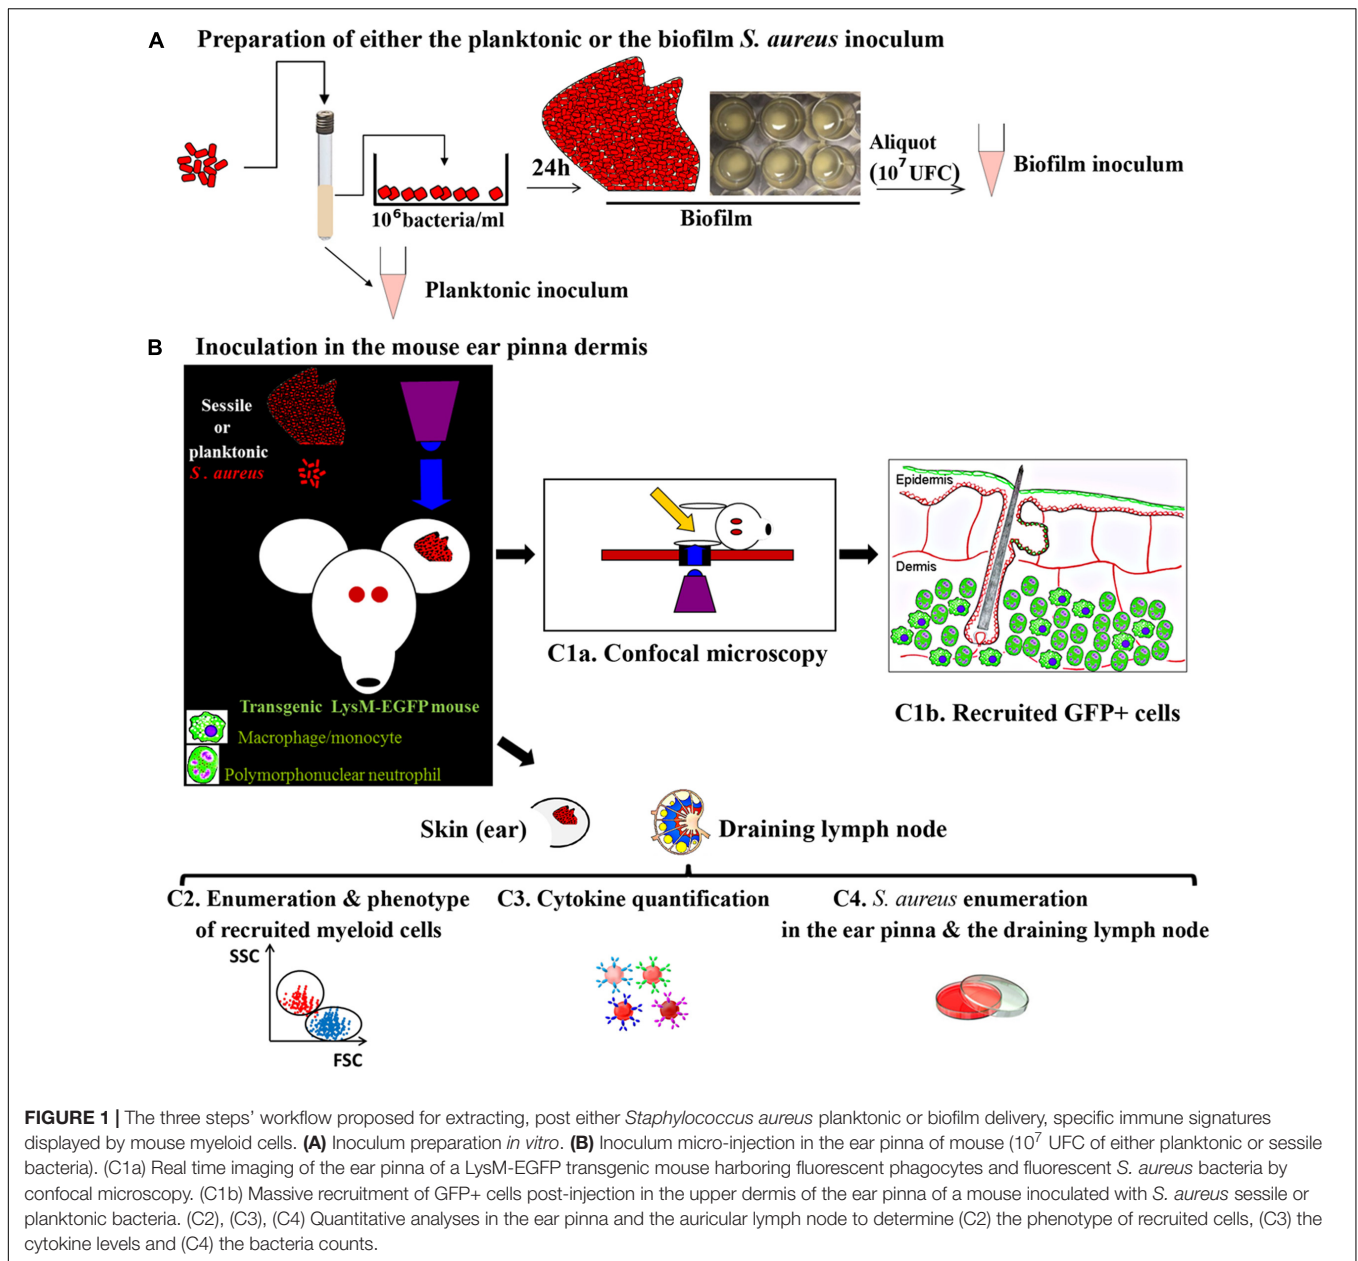 A Preparation of either the planktonic or the biofilm S. aureus inoculum
24h
10⁶bacteria/ml
Biofilm
Aliquot
(10⁷ UFC)
Biofilm inoculum
Planktonic inoculum
B Inoculation in the mouse ear pinna dermis
Sessile
or
planktonic
S. aureus
Transgenic LysM-EGFP mouse
Macrophage/monocyte
Polymorphonuclear neutrophil
C1a. Confocal microscopy
Epidermis
Dermis
C1b. Recruited GFP+ cells
Skin (ear)
Draining lymph node
C2. Enumeration & phenotype
of recruited myeloid cells
SSC
FSC
C3. Cytokine quantification
C4. S. aureus enumeration
in the ear pinna & the draining lymph node
FIGURE 1 | The three steps' workflow proposed for extracting, post either Staphylococcus aureus planktonic or biofilm delivery, specific immune signatures
displayed by mouse myeloid cells. (A) Inoculum preparation in vitro. (B) Inoculum micro-injection in the ear pinna of mouse (10⁷ UFC of either planktonic or sessile
bacteria). (C1a) Real time imaging of the ear pinna of a LysM-EGFP transgenic mouse harboring fluorescent phagocytes and fluorescent S. aureus bacteria by
confocal microscopy. (C1b) Massive recruitment of GFP+ cells post-injection in the upper dermis of the ear pinna of a mouse inoculated with S. aureus sessile or
planktonic bacteria. (C2), (C3), (C4) Quantitative analyses in the ear pinna and the auricular lymph node to determine (C2) the phenotype of recruited cells, (C3) the
cytokine levels and (C4) the bacteria counts.